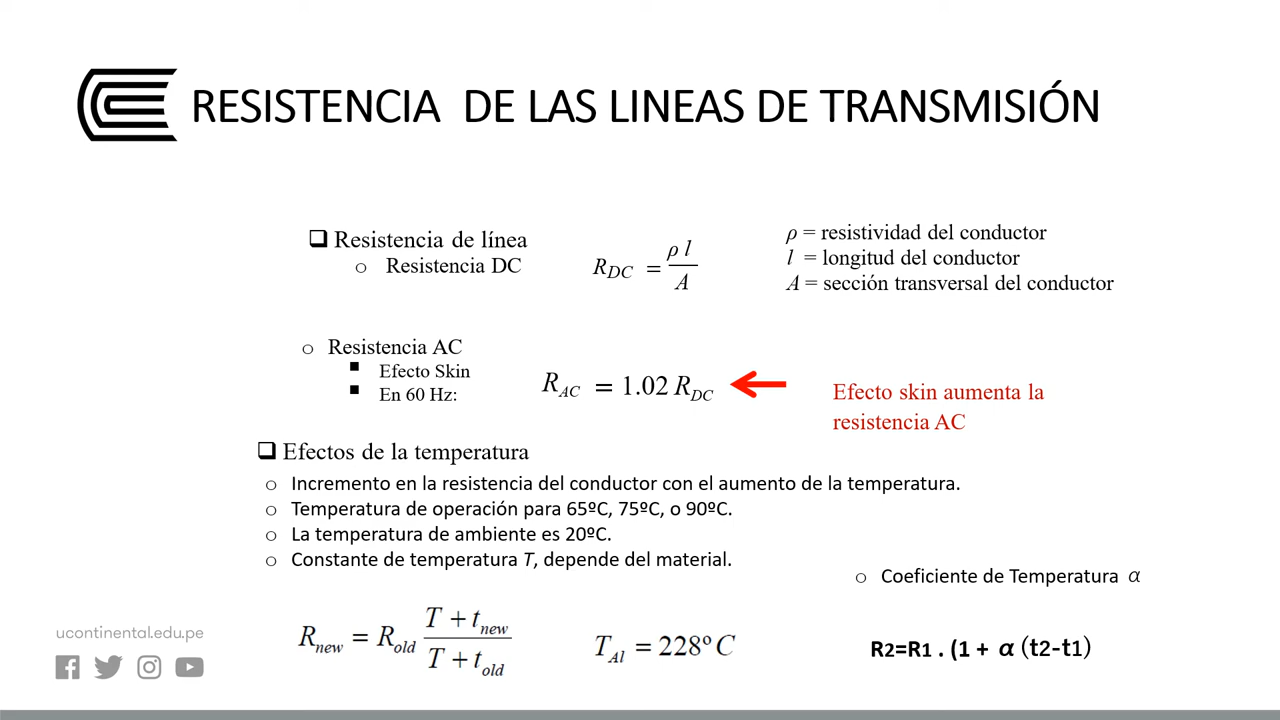 RESISTENCIA DE LAS LINEAS DE TRANSMISIÓN
❑ Resistencia de línea
o Resistencia DC
R_DC = ρ l / A
ρ = resistividad del conductor
l = longitud del conductor
A = sección transversal del conductor
o Resistencia AC
▪ Efecto Skin
▪ En 60 Hz:
R_AC = 1.02 R_DC
Efecto skin aumenta la
resistencia AC
❑ Efectos de la temperatura
o Incremento en la resistencia del conductor con el aumento de la temperatura.
o Temperatura de operación para 65ºC, 75ºC, o 90ºC.
o La temperatura de ambiente es 20ºC.
o Constante de temperatura T, depende del material.
o Coeficiente de Temperatura α
R_new = R_old (T + t_new) / (T + t_old)
T_Al = 228º C
R2=R1 . (1 + α (t2-t1)
ucontinental.edu.pe